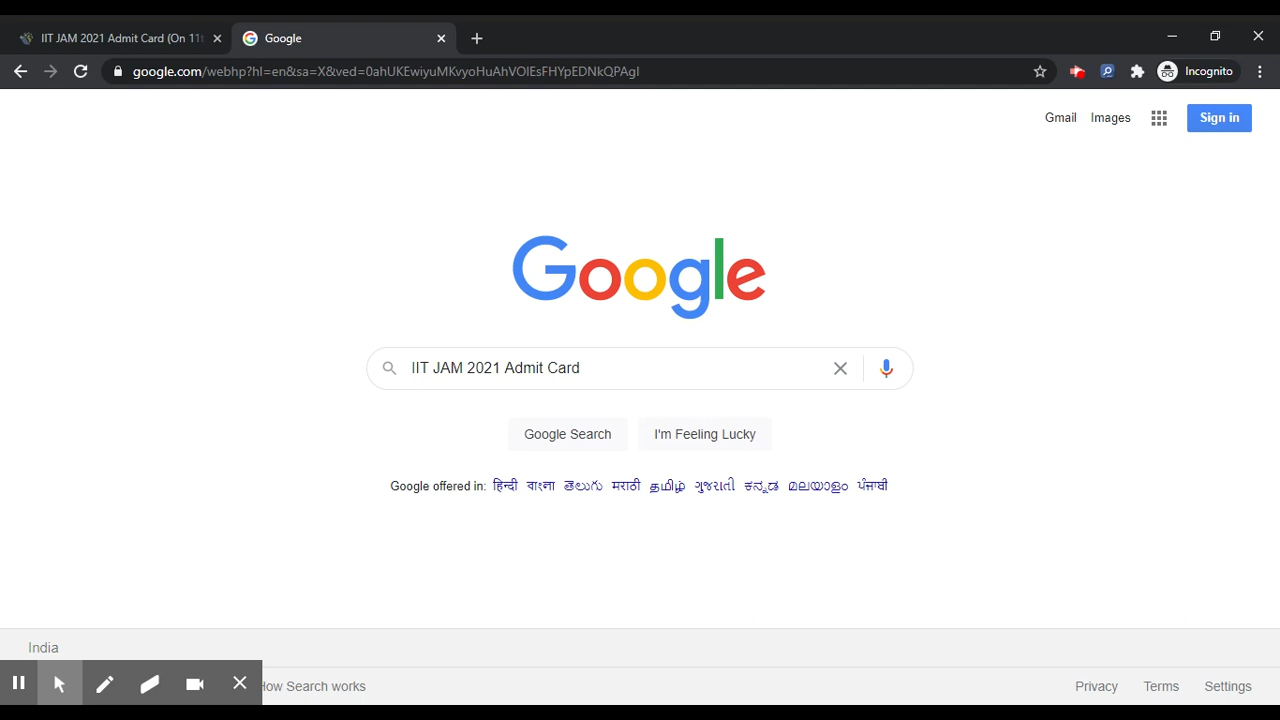 IIT JAM 2021 Admit Card (On 11
Google
google.com/webhp?hl=en&sa=X&ved=0ahUKEwiyuMKvyoHuAhVOIEsFHYpEDNkQPAgI
Incognito
Gmail Images
Sign in
Google
IIT JAM 2021 Admit Card
Google Search I'm Feeling Lucky
Google offered in: हिन्दी বাংলা తెలుగు मराठी தமிழ் ગુજરાતી ಕನ್ನಡ മലയാളം ਪੰਜਾਬੀ
India
How Search works
Privacy Terms Settings